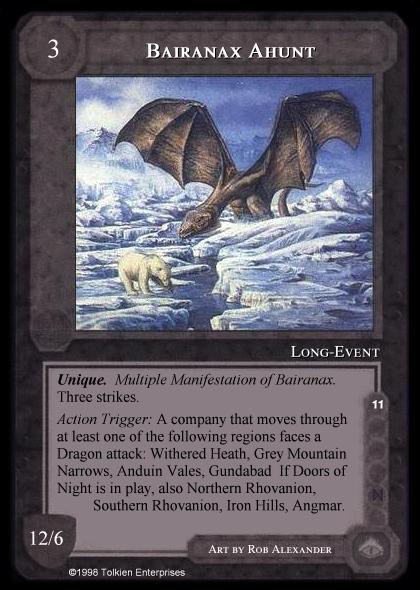 3
BAIRANAX AHUNT
LONG-EVENT
Unique. Multiple Manifestation of Bairanax.
Three strikes.
11
Action Trigger: A company that moves through
at least one of the following regions faces a
Dragon attack: Withered Heath, Grey Mountain
Narrows, Anduin Vales, Gundabad If Doors of
Night is in play, also Northern Rhovanion,
Southern Rhovanion, Iron Hills, Angmar.
12/6
ART BY ROB ALEXANDER
©1998 Tolkien Enterprises